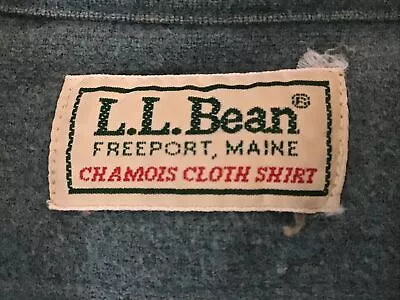 L.L.Bean®
FREEPORT, MAINE
CHAMOIS CLOTH SHIRT